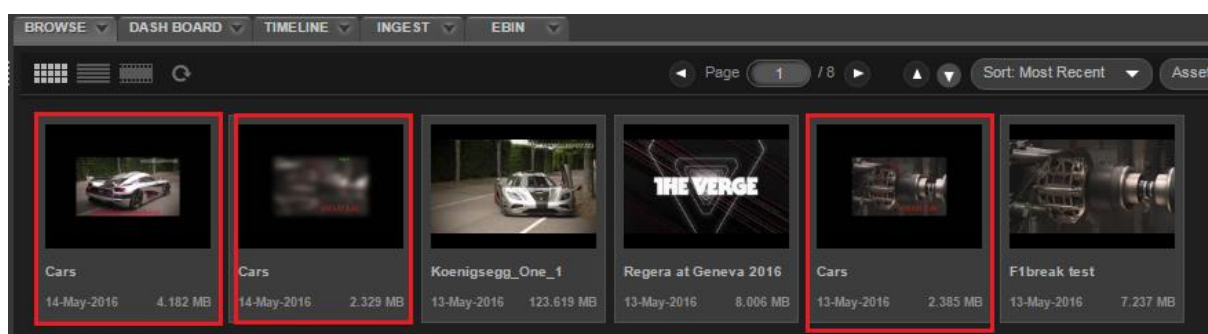 BROWSE DASH BOARD TIMELINE INGEST EBIN
Page 1 / 8 Sort: Most Recent Asset
THE VERGE
Cars Cars Koenigsegg_One_1 Regera at Geneva 2016 Cars F1break test
14-May-2016 4.182 MB 14-May-2016 2.329 MB 13-May-2016 123.619 MB 13-May-2016 8.006 MB 13-May-2016 2.385 MB 13-May-2016 7.237 MB